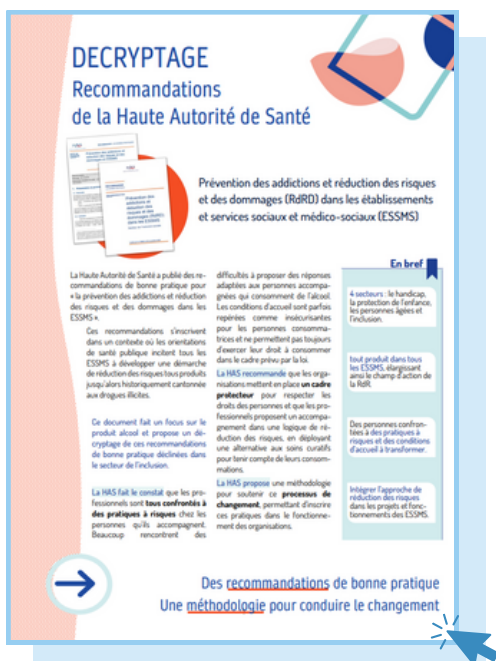 DECRYPTAGE
Recommandations
de la Haute Autorité de Santé
Prévention des
addictions et
réduction des
risques et des
dommages (RdRD)
dans les ESSMS
Prévention des addictions et réduction des risques
et des dommages (RdRD) dans les établissements
et services sociaux et médico-sociaux (ESSMS)
La Haute Autorité de Santé a publié des re-
commandations de bonne pratique pour
« la prévention des addictions et réduction
des risques et des dommages dans les
ESSMS ».
Ces recommandations s'inscrivent
dans un contexte où les orientations
de santé publique incitent tous les
ESSMS à développer une démarche
de réduction des risques tous produits
jusqu'alors historiquement cantonnée
aux drogues illicites.
Ce document fait un focus sur le
produit alcool et propose un dé-
cryptage de ces recommandations
de bonne pratique déclinées dans
le secteur de l'inclusion.
La HAS fait le constat que les pro-
fessionnels sont tous confrontés à
des pratiques à risques chez les
personnes qu'ils accompagnent.
Beaucoup rencontrent des
difficultés à proposer des réponses
adaptées aux personnes accompa-
gnées qui consomment de l'alcool.
Les conditions d'accueil sont parfois
repérées comme insécurisantes
pour les personnes consomma-
trices et ne permettent pas toujours
d'exercer leur droit à consommer
dans le cadre prévu par la loi.
La HAS recommande que les orga-
nisations mettent en place un cadre
protecteur pour respecter les
droits des personnes et que les pro-
fessionnels proposent un accompa-
gnement dans une logique de ré-
duction des risques, en déployant
une alternative aux soins curatifs
pour tenir compte de leurs consom-
mations.
La HAS propose une méthodologie
pour soutenir ce processus de
changement, permettant d'inscrire
ces pratiques dans le fonctionne-
ment des organisations.
En bref
4 secteurs : le handicap,
la protection de l'enfance,
les personnes âgées et
l'inclusion.
tout produit dans tous
les ESSMS, élargissant
ainsi le champ d'action de
la RdR.
Des personnes confron-
tées à des pratiques à
risques et des conditions
d'accueil à transformer.
Intégrer l'approche de
réduction des risques
dans les projets et fonc-
tionnements des ESSMS.
Des recommandations de bonne pratique
Une méthodologie pour conduire le changement